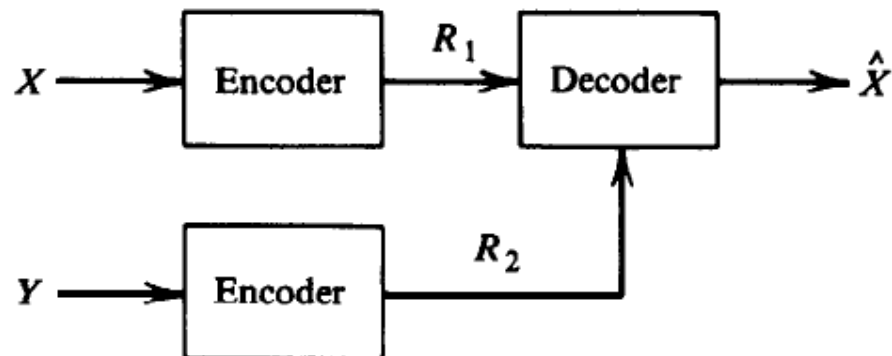 R₁
X Encoder Decoder X̂
R₂
Y Encoder